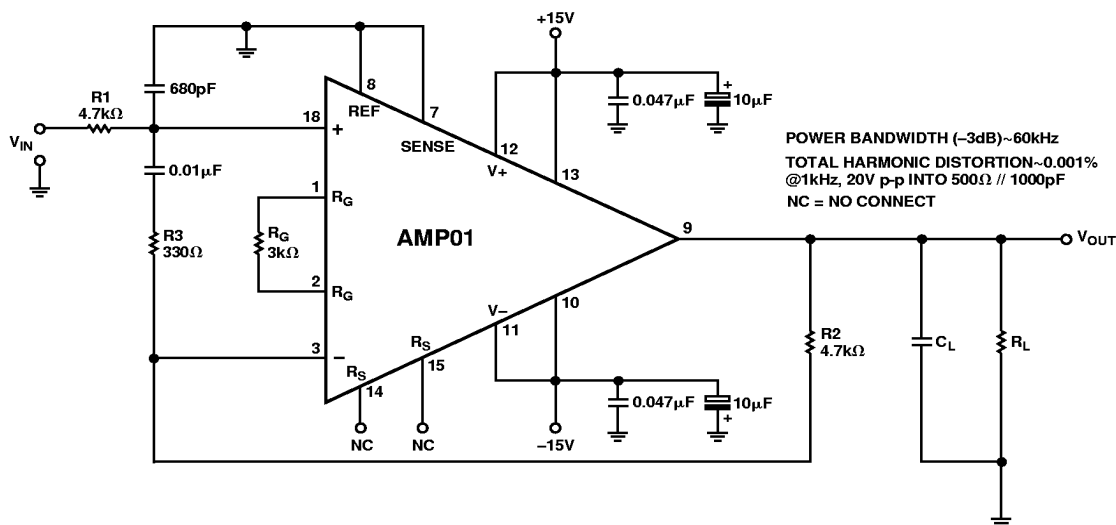 +15V
680pF
R1
4.7kΩ
VIN
8
REF
7
SENSE
18
+
12
V+
13
0.047µF
+
10µF
POWER BANDWIDTH (–3dB)~60kHz
TOTAL HARMONIC DISTORTION~0.001%
@1kHz, 20V p-p INTO 500Ω // 1000pF
NC = NO CONNECT
0.01µF
1
RG
R3
330Ω
RG
3kΩ
AMP01
9
VOUT
2
RG
10
V–
11
3
–
RS
15
RS
14
R2
4.7kΩ
CL
RL
0.047µF
10µF
+
NC
NC
–15V